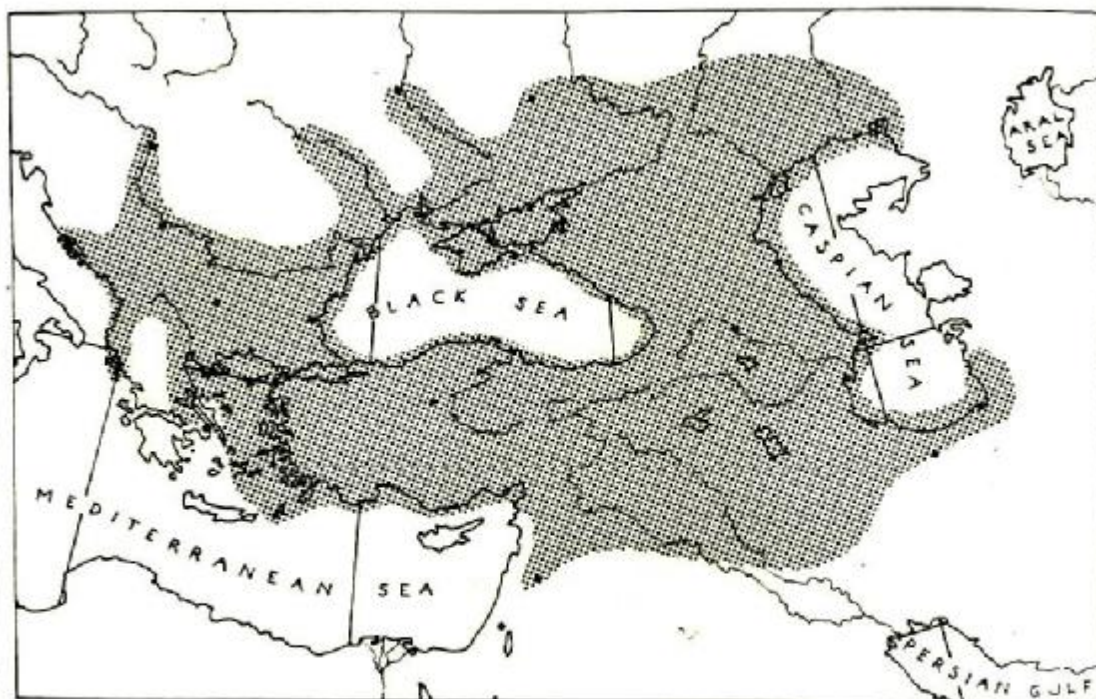 ARAL
SEA
CASPIAN
SEA
BLACK SEA
MEDITERRANEAN SEA
PERSIAN GULF